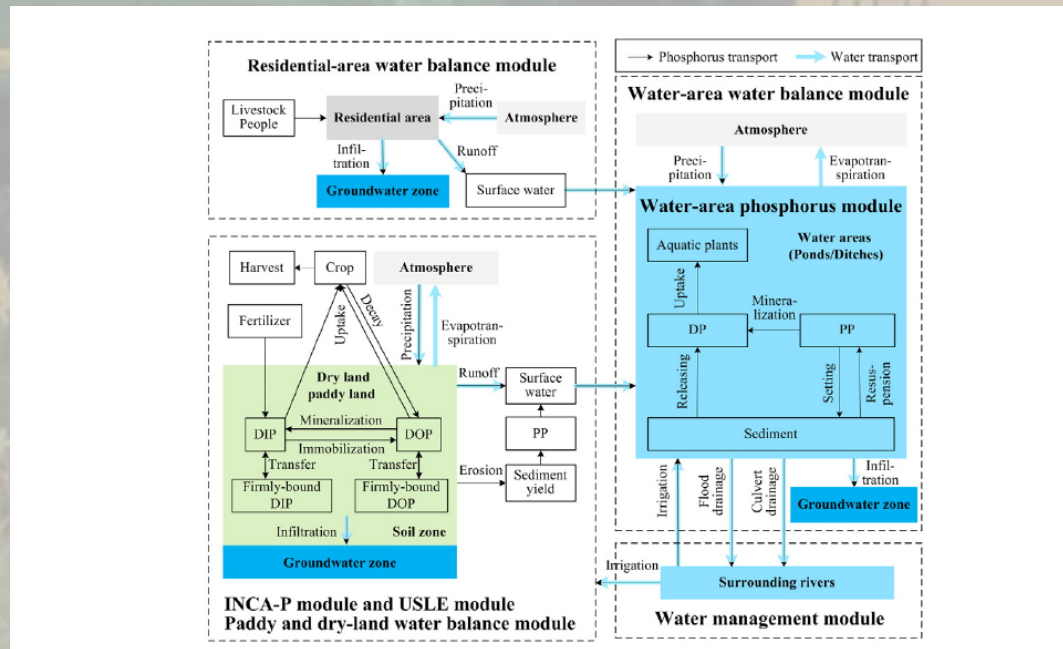 Phosphorus transport
Water transport
Residential-area water balance module
Livestock
People
Residential area
Preci-
pitation
Atmosphere
Infil-
tration
Runoff
Groundwater zone
Surface water
Water-area water balance module
Atmosphere
Preci-
pitation
Evapotran-
spiration
Water-area phosphorus module
Water areas
(Ponds/Ditches)
Aquatic plants
Uptake
Minera-
lization
DP
PP
Releasing
Setting
Resus-
pension
Sediment
Harvest
Crop
Atmosphere
Fertilizer
Uptake
Decay
Precipitation
Evapotran-
spiration
Dry land
paddy land
Runoff
Surface
water
Mineralization
DIP
DOP
Immobilization
PP
Transfer
Transfer
Erosion
Sediment
yield
Firmly-bound
DIP
Firmly-bound
DOP
Infiltration
Soil zone
Groundwater zone
INCA-P module and USLE module
Paddy and dry-land water balance module
Irrigation
Flood
drainage
Culvert
drainage
Infil-
tration
Groundwater zone
Irrigation
Surrounding rivers
Water management module